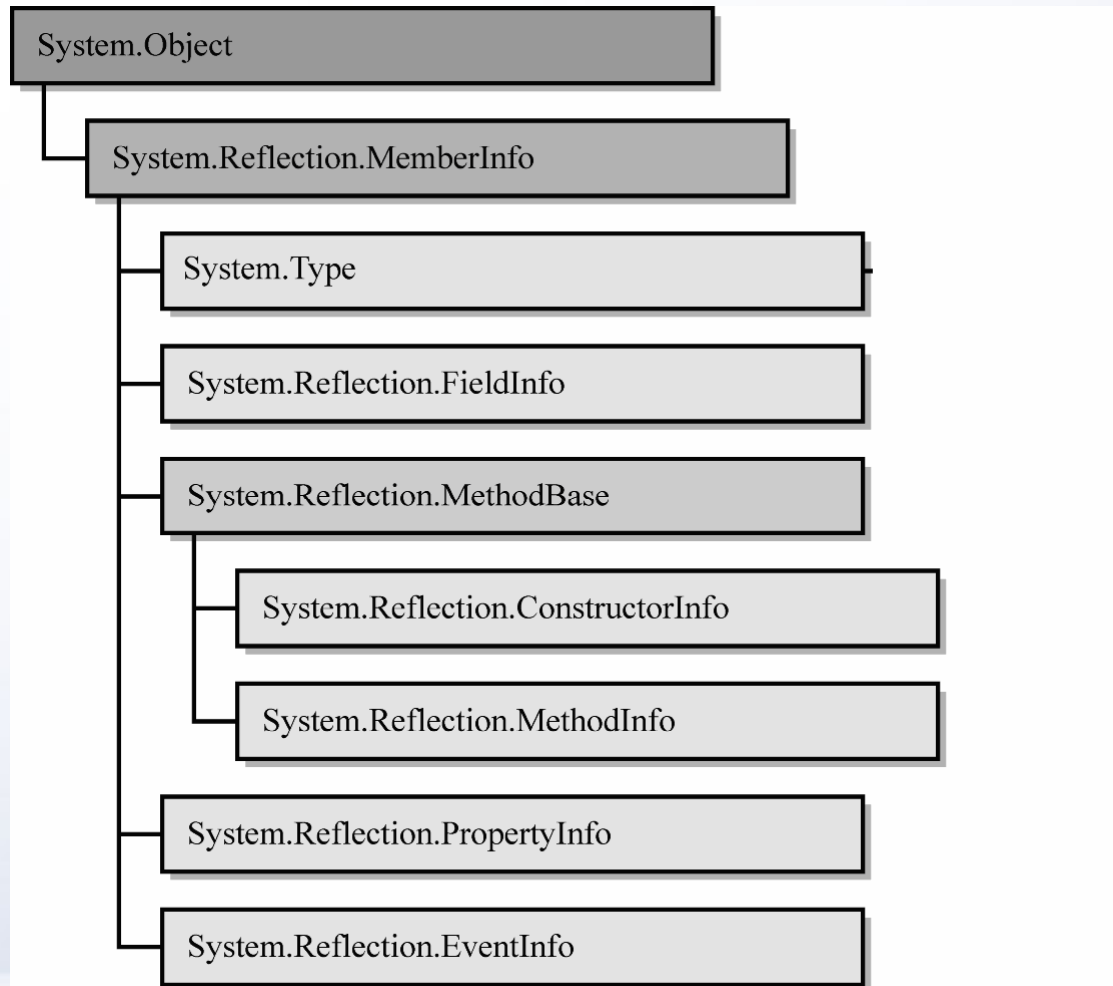 System.Object
System.Reflection.MemberInfo
System.Type
System.Reflection.FieldInfo
System.Reflection.MethodBase
System.Reflection.ConstructorInfo
System.Reflection.MethodInfo
System.Reflection.PropertyInfo
System.Reflection.EventInfo